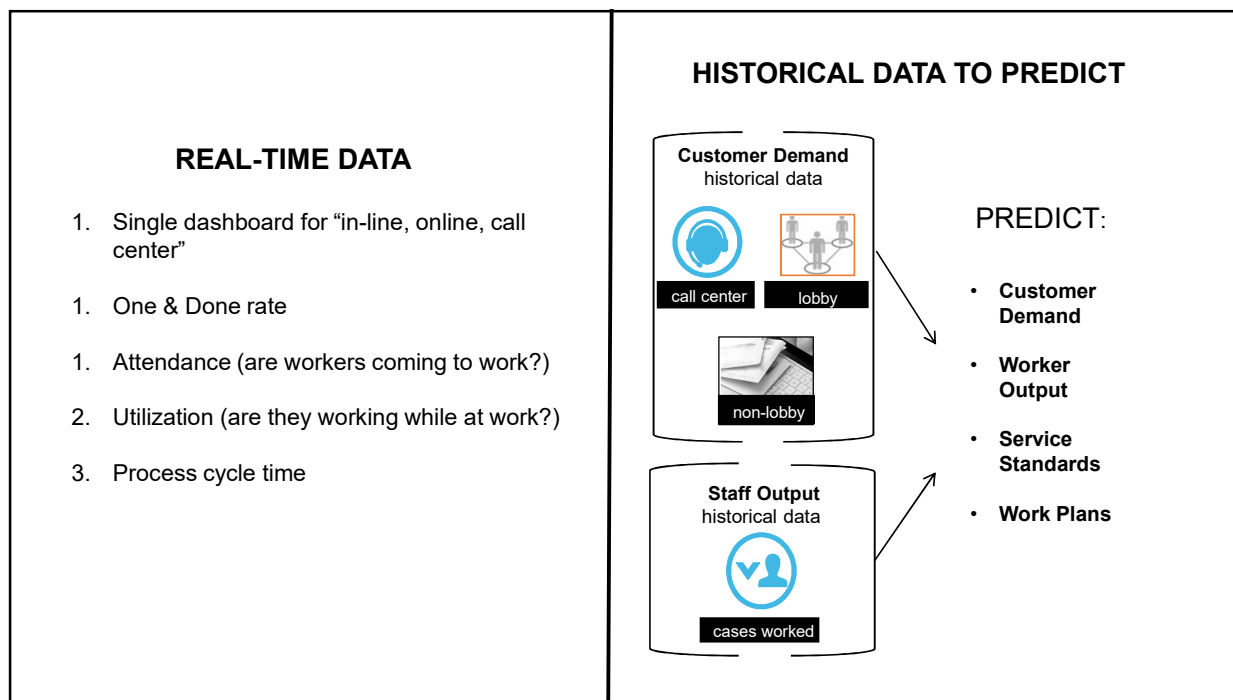 REAL-TIME DATA
1. Single dashboard for “in-line, online, call
center”
1. One & Done rate
1. Attendance (are workers coming to work?)
2. Utilization (are they working while at work?)
3. Process cycle time
HISTORICAL DATA TO PREDICT
Customer Demand
historical data
call center
lobby
non-lobby
Staff Output
historical data
cases worked
PREDICT:
• Customer
Demand
• Worker
Output
• Service
Standards
• Work Plans